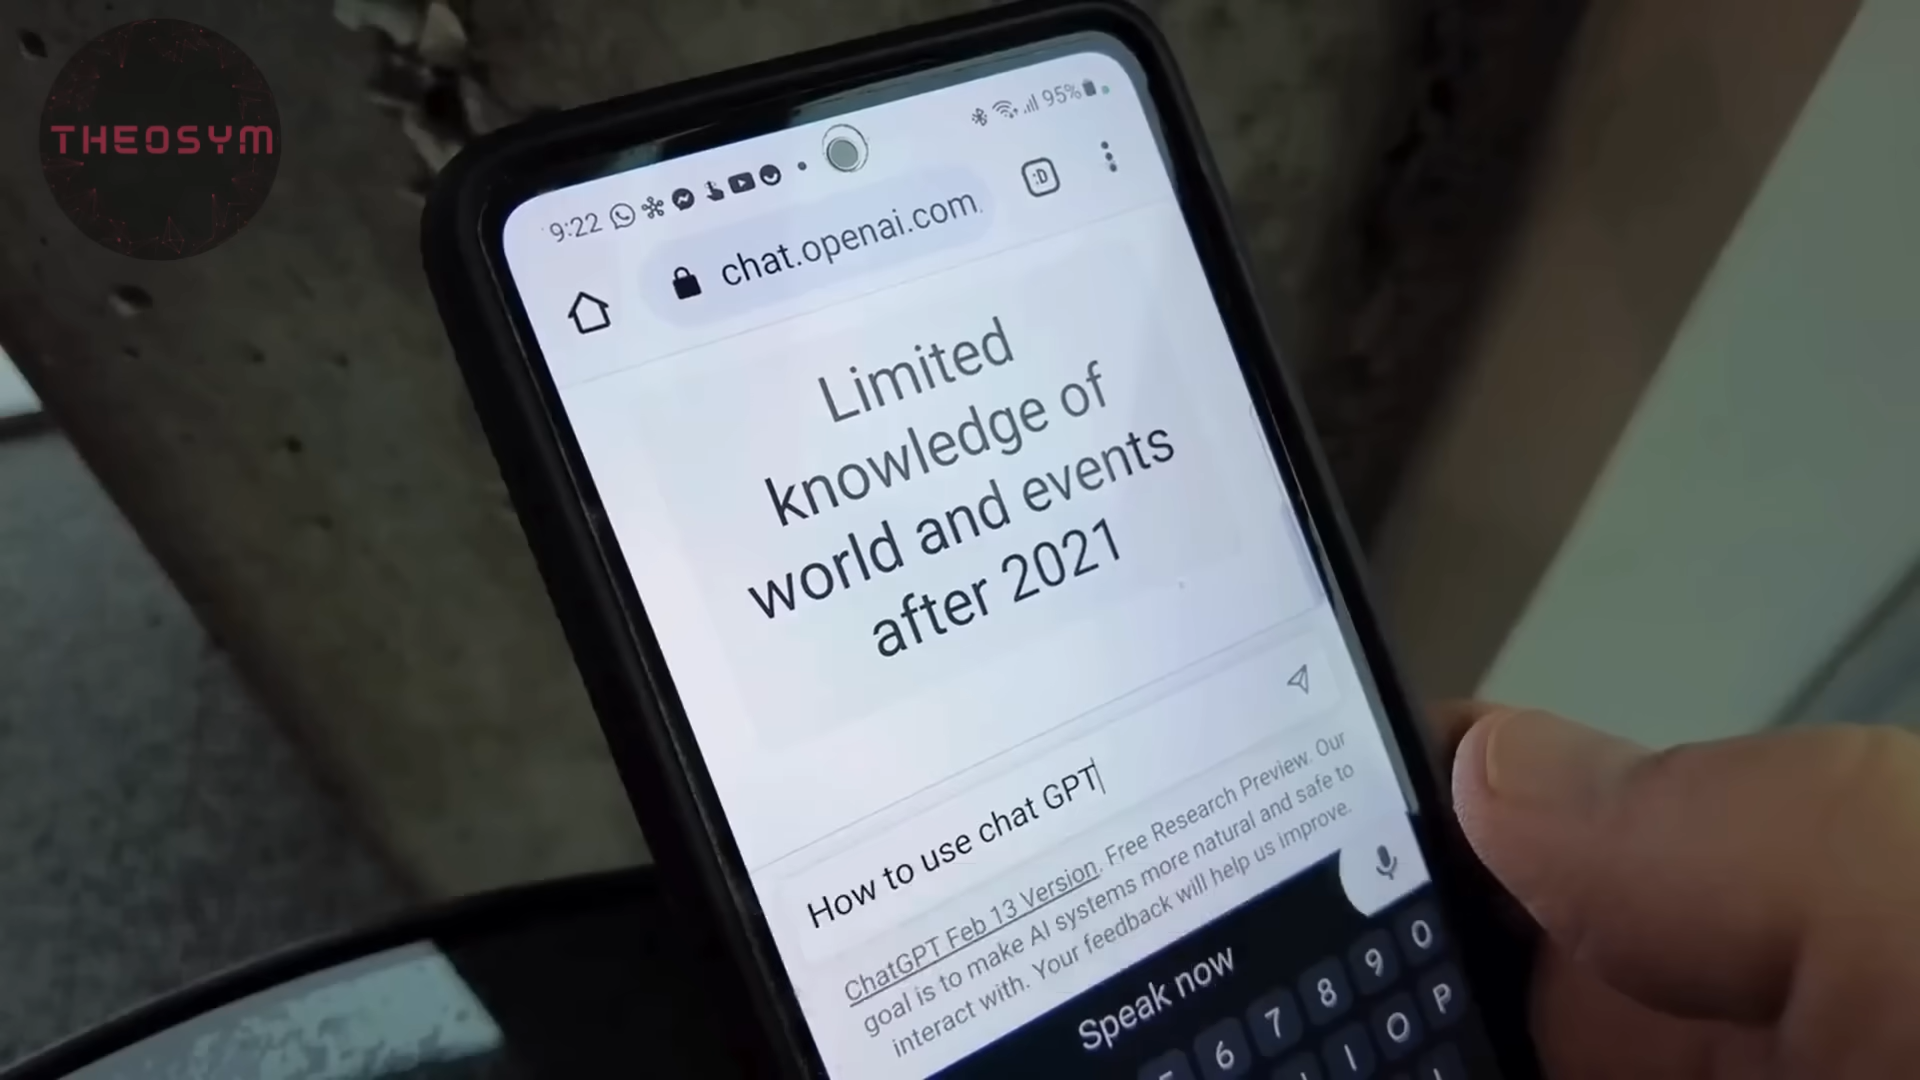 THEOSYM
9:22
95%
chat.openai.com
:D
Limited
knowledge of
world and events
after 2021
How to use chat GPT
ChatGPT Feb 13 Version. Free Research Preview. Our
goal is to make AI systems more natural and safe to
interact with. Your feedback will help us improve.
Speak now
6 7 8 9 0
I O P